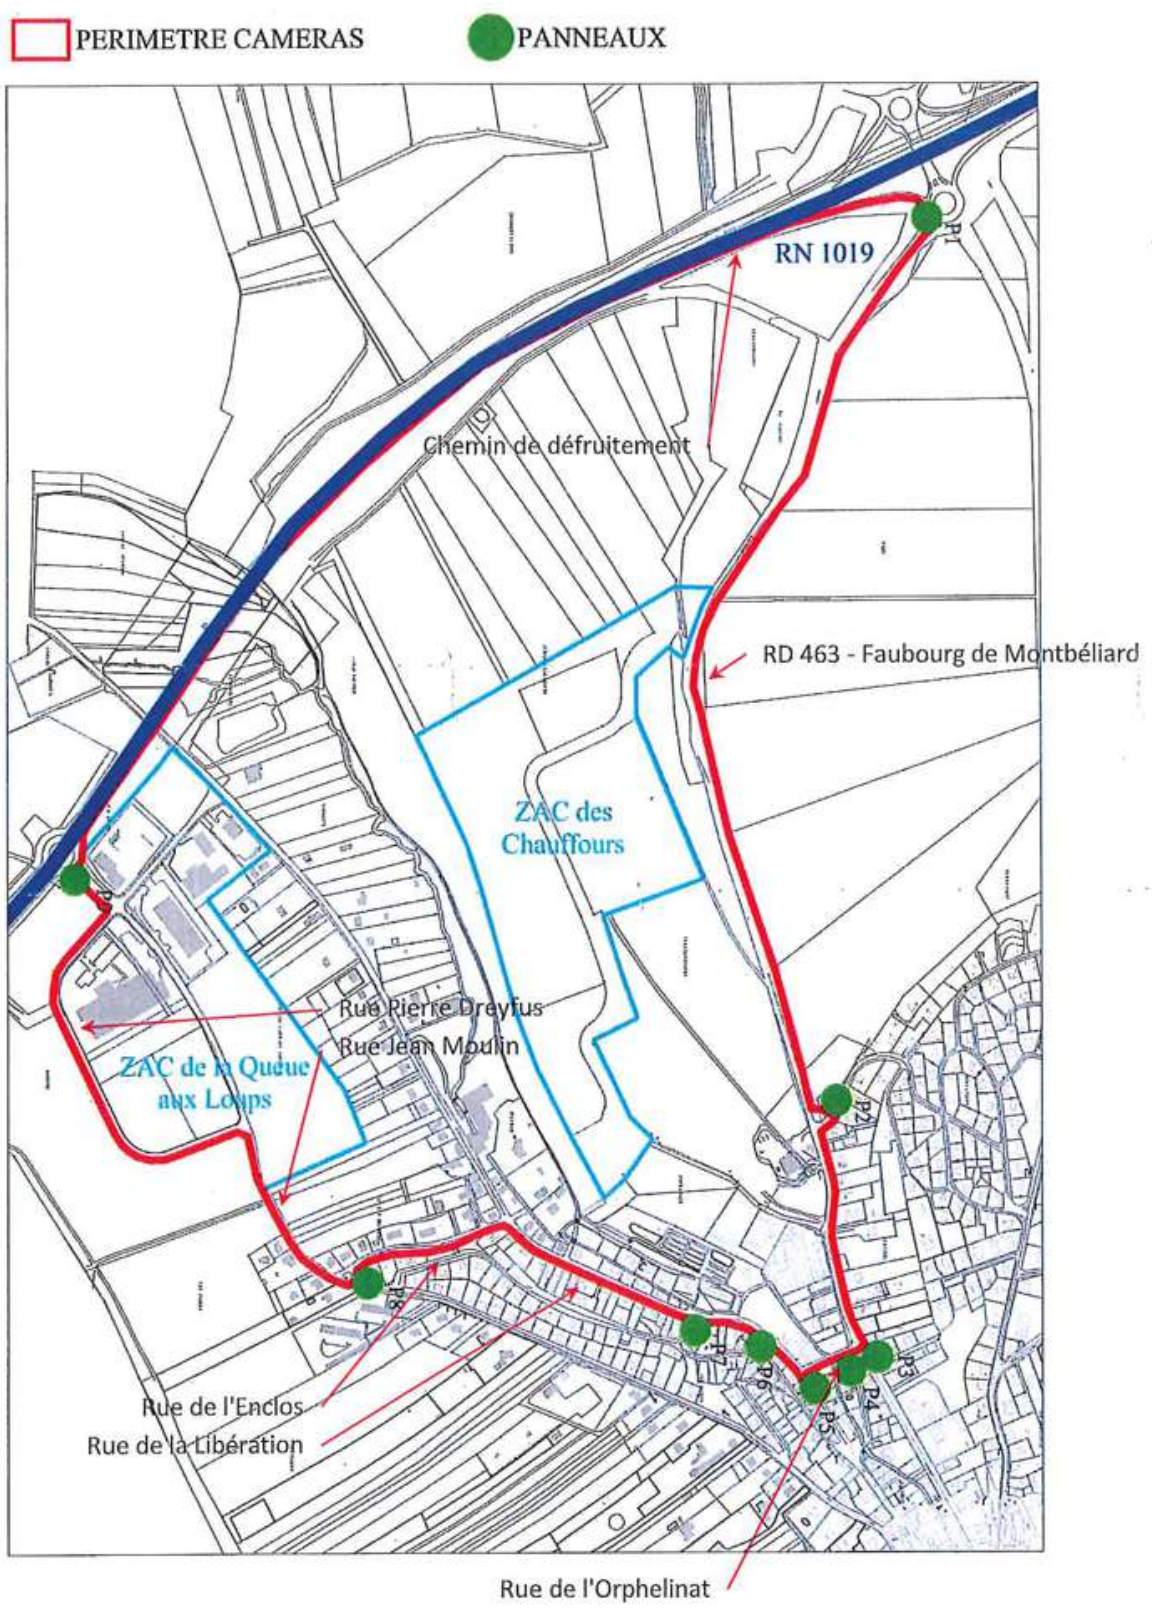 PERIMETRE CAMERAS
PANNEAUX
P1
RN 1019
Chemin de défruitement
RD 463 - Faubourg de Montbéliard
ZAC des
Chauffours
Rue Pierre Dreyfus
Rue Jean Moulin
ZAC de la Queue
aux Loups
P2
P8
P7
P6
P3
P4
P5
Rue de l'Enclos
Rue de la Libération
Rue de l'Orphelinat